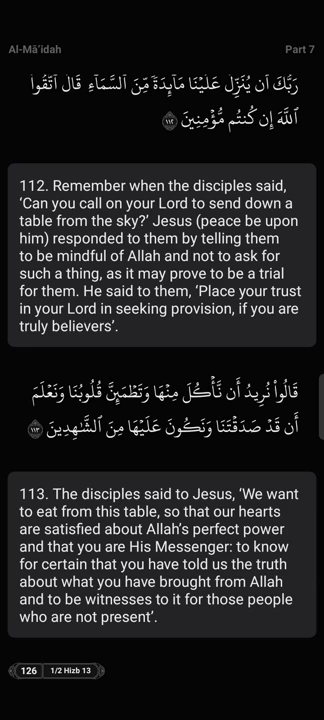 Al-Mā'idah
Part 7
رَبُّكَ أَن يُنَزِّلَ عَلَيْنَا مَآئِدَةً مِّنَ ٱلسَّمَآءِ قَالَ ٱتَّقُوا۟
ٱللَّهَ إِن كُنتُم مُّؤْمِنِينَ ١١٢
112. Remember when the disciples said,
‘Can you call on your Lord to send down a
table from the sky?’ Jesus (peace be upon
him) responded to them by telling them
to be mindful of Allah and not to ask for
such a thing, as it may prove to be a trial
for them. He said to them, ‘Place your trust
in your Lord in seeking provision, if you are
truly believers’.
قَالُوا۟ نُرِيدُ أَن نَّأْكُلَ مِنْهَا وَتَطْمَئِنَّ قُلُوبُنَا وَنَعْلَمَ
أَن قَدْ صَدَقْتَنَا وَنَكُونَ عَلَيْهَا مِنَ ٱلشَّٰهِدِينَ ١١٣
113. The disciples said to Jesus, ‘We want
to eat from this table, so that our hearts
are satisfied about Allah’s perfect power
and that you are His Messenger: to know
for certain that you have told us the truth
about what you have brought from Allah
and to be witnesses to it for those people
who are not present’.
126
1/2 Hizb 13